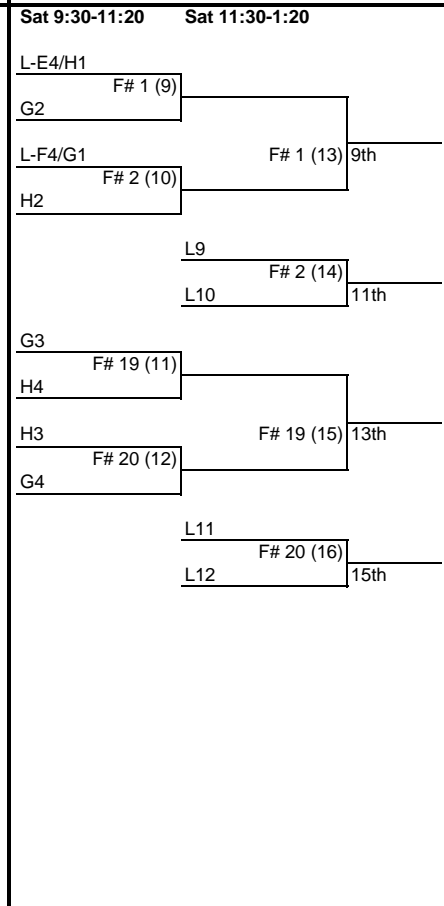 Sat 9:30-11:20 Sat 11:30-1:20
L-E4/H1
F# 1 (9)
G2
L-F4/G1 F# 1 (13) 9th
F# 2 (10)
H2
L9
F# 2 (14)
L10 11th
G3
F# 19 (11)
H4
H3 F# 19 (15) 13th
F# 20 (12)
G4
L11
F# 20 (16)
L12 15th